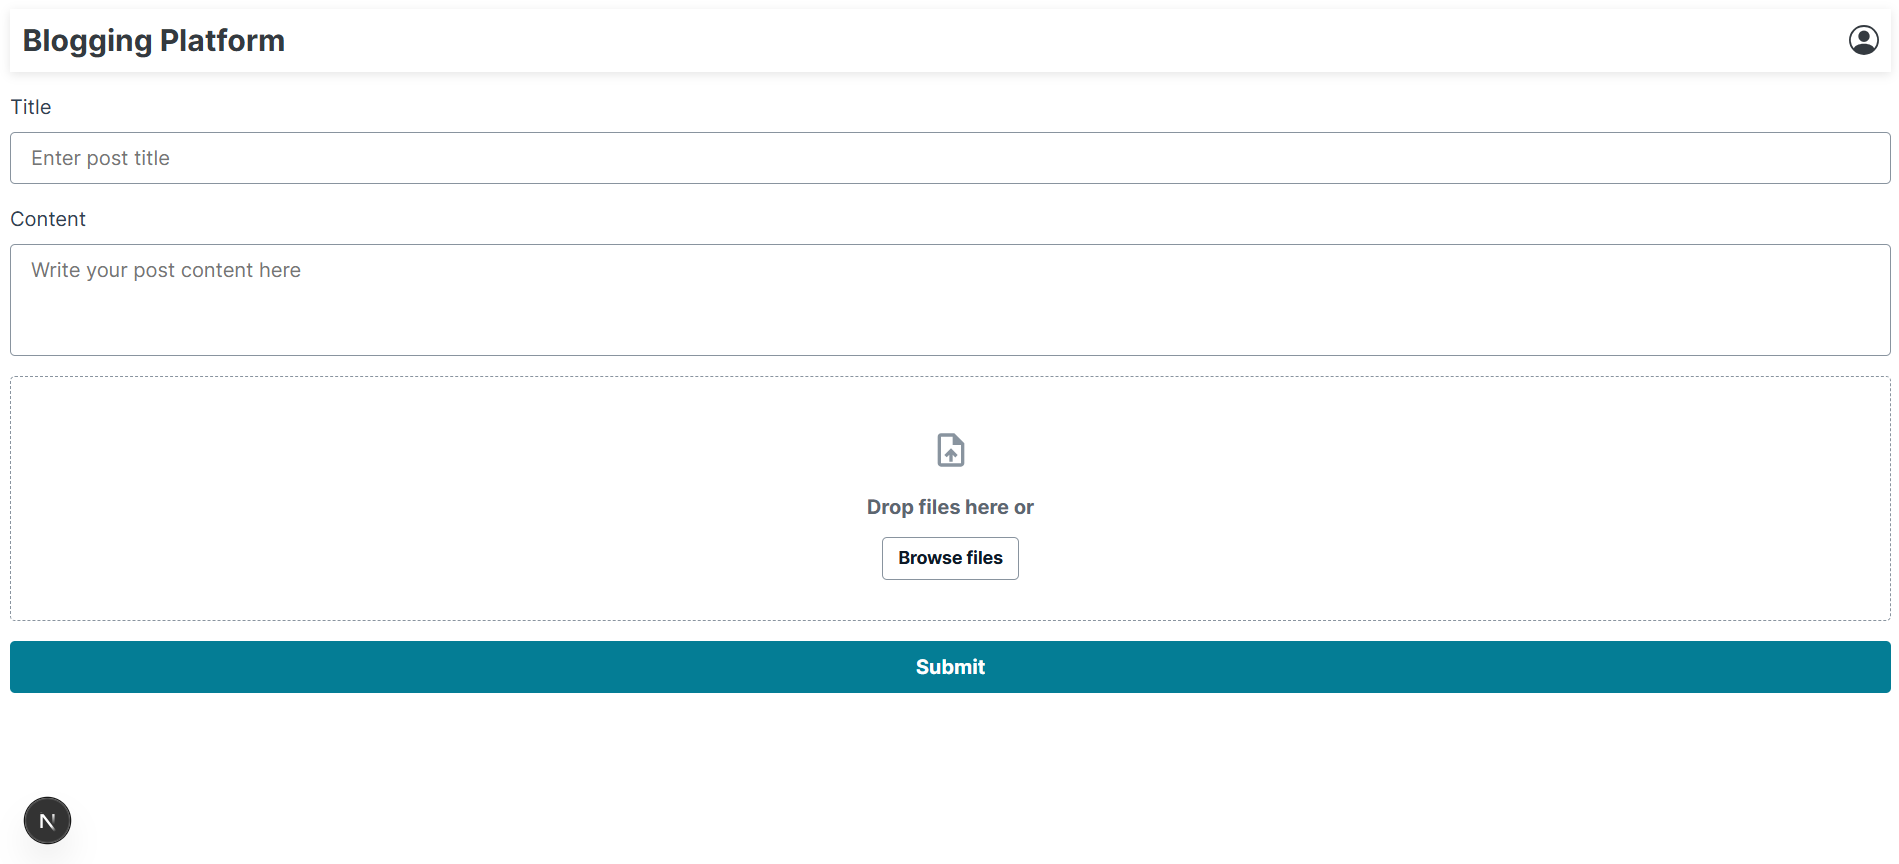 Blogging Platform
Title
Enter post title
Content
Write your post content here
Drop files here or
Browse files
Submit
N